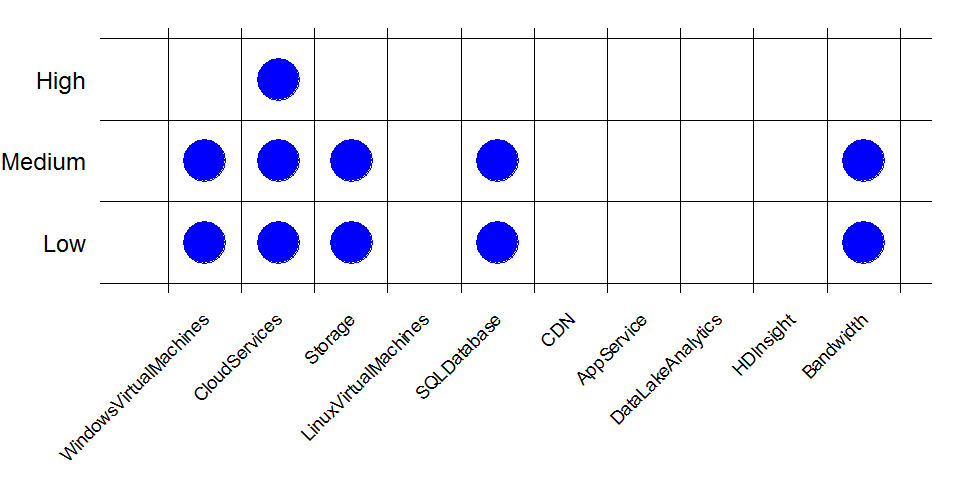 High
Medium
Low
WindowsVirtualMachines
CloudServices
Storage
LinuxVirtualMachines
SQLDatabase
CDN
AppService
DataLakeAnalytics
HDInsight
Bandwidth